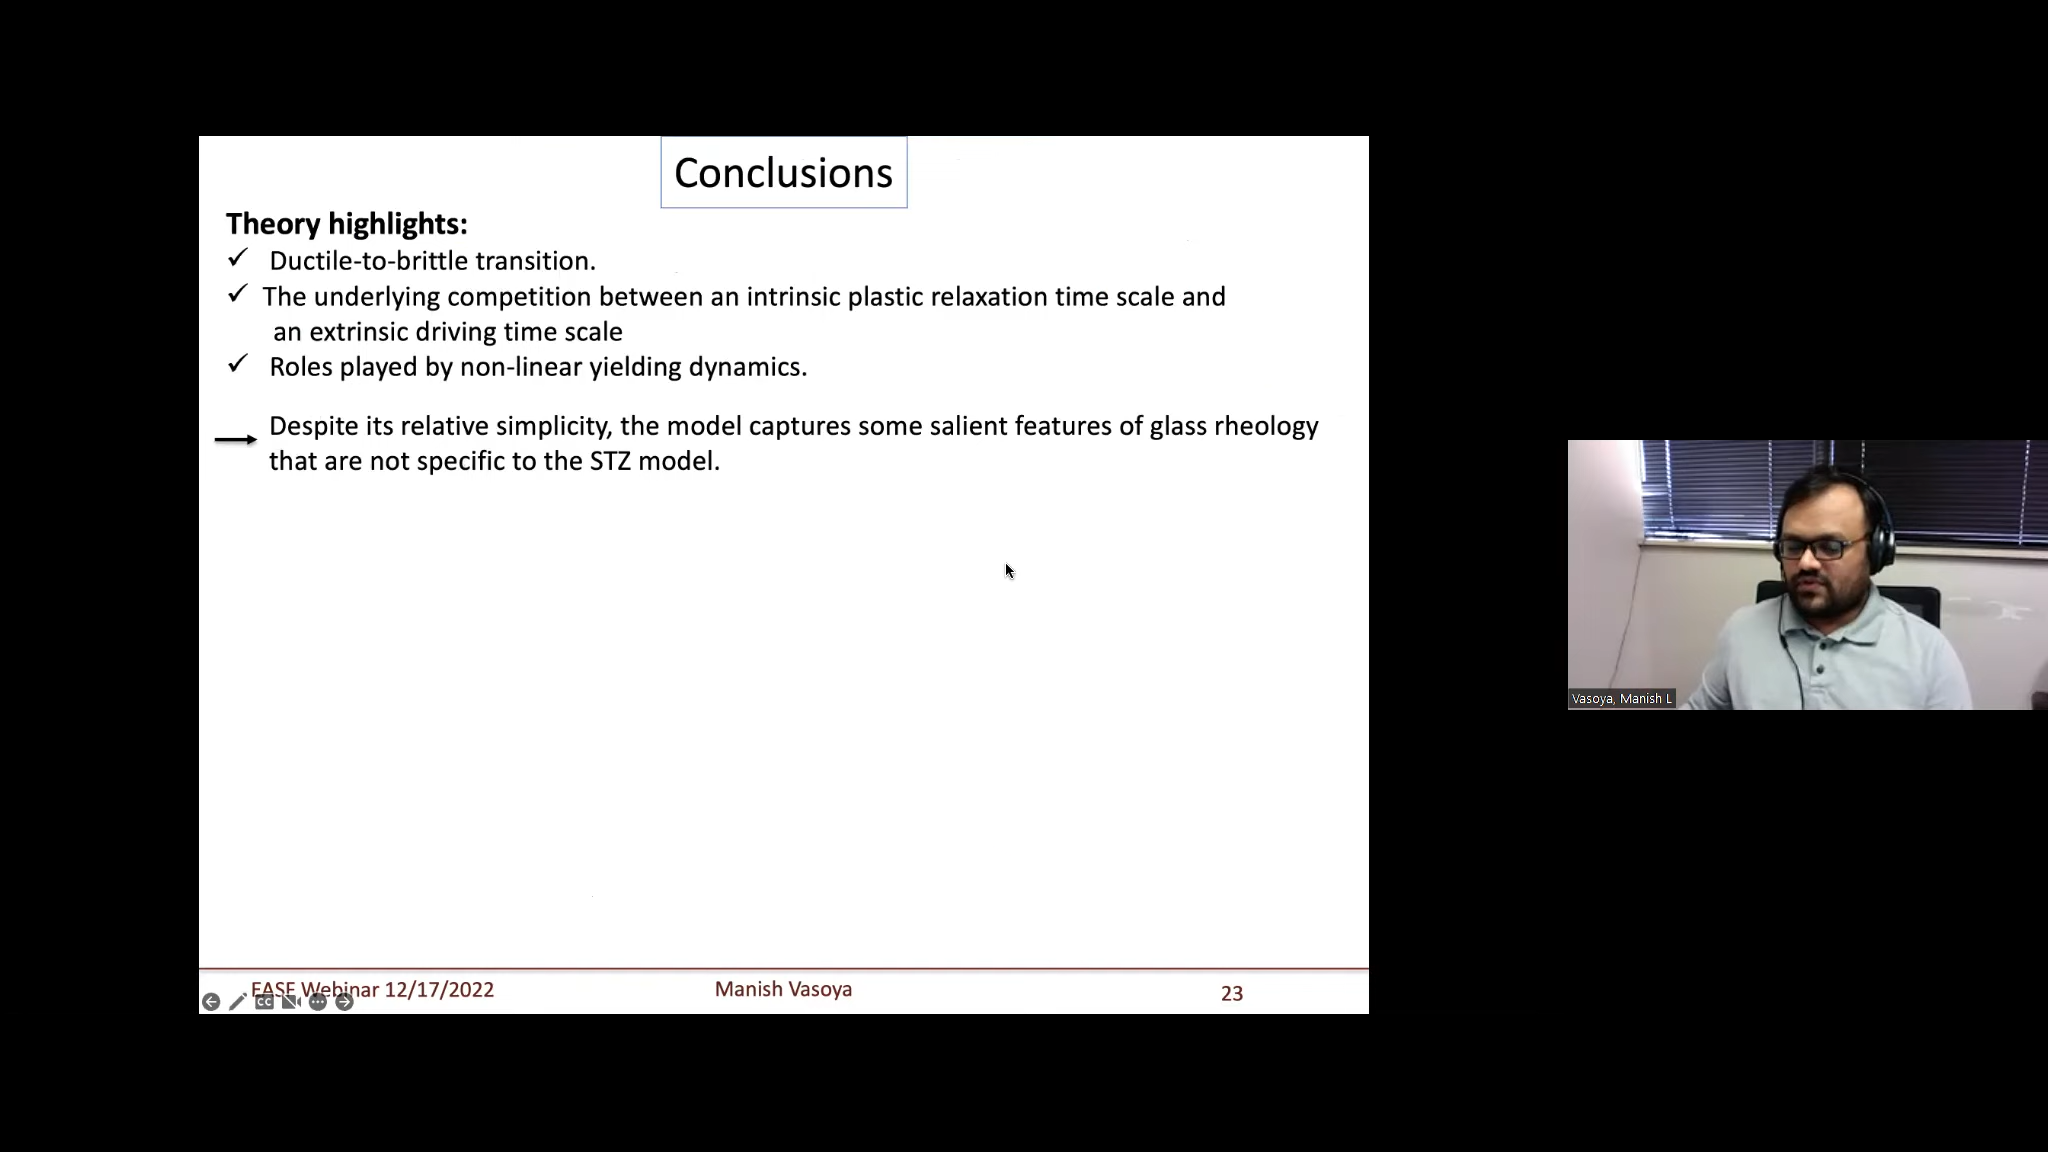 Conclusions
Theory highlights:
✓ Ductile-to-brittle transition.
✓ The underlying competition between an intrinsic plastic relaxation time scale and
an extrinsic driving time scale
✓ Roles played by non-linear yielding dynamics.
Despite its relative simplicity, the model captures some salient features of glass rheology
that are not specific to the STZ model.
Vasoya, Manish L
EASE Webinar 12/17/2022
Manish Vasoya
23
CC